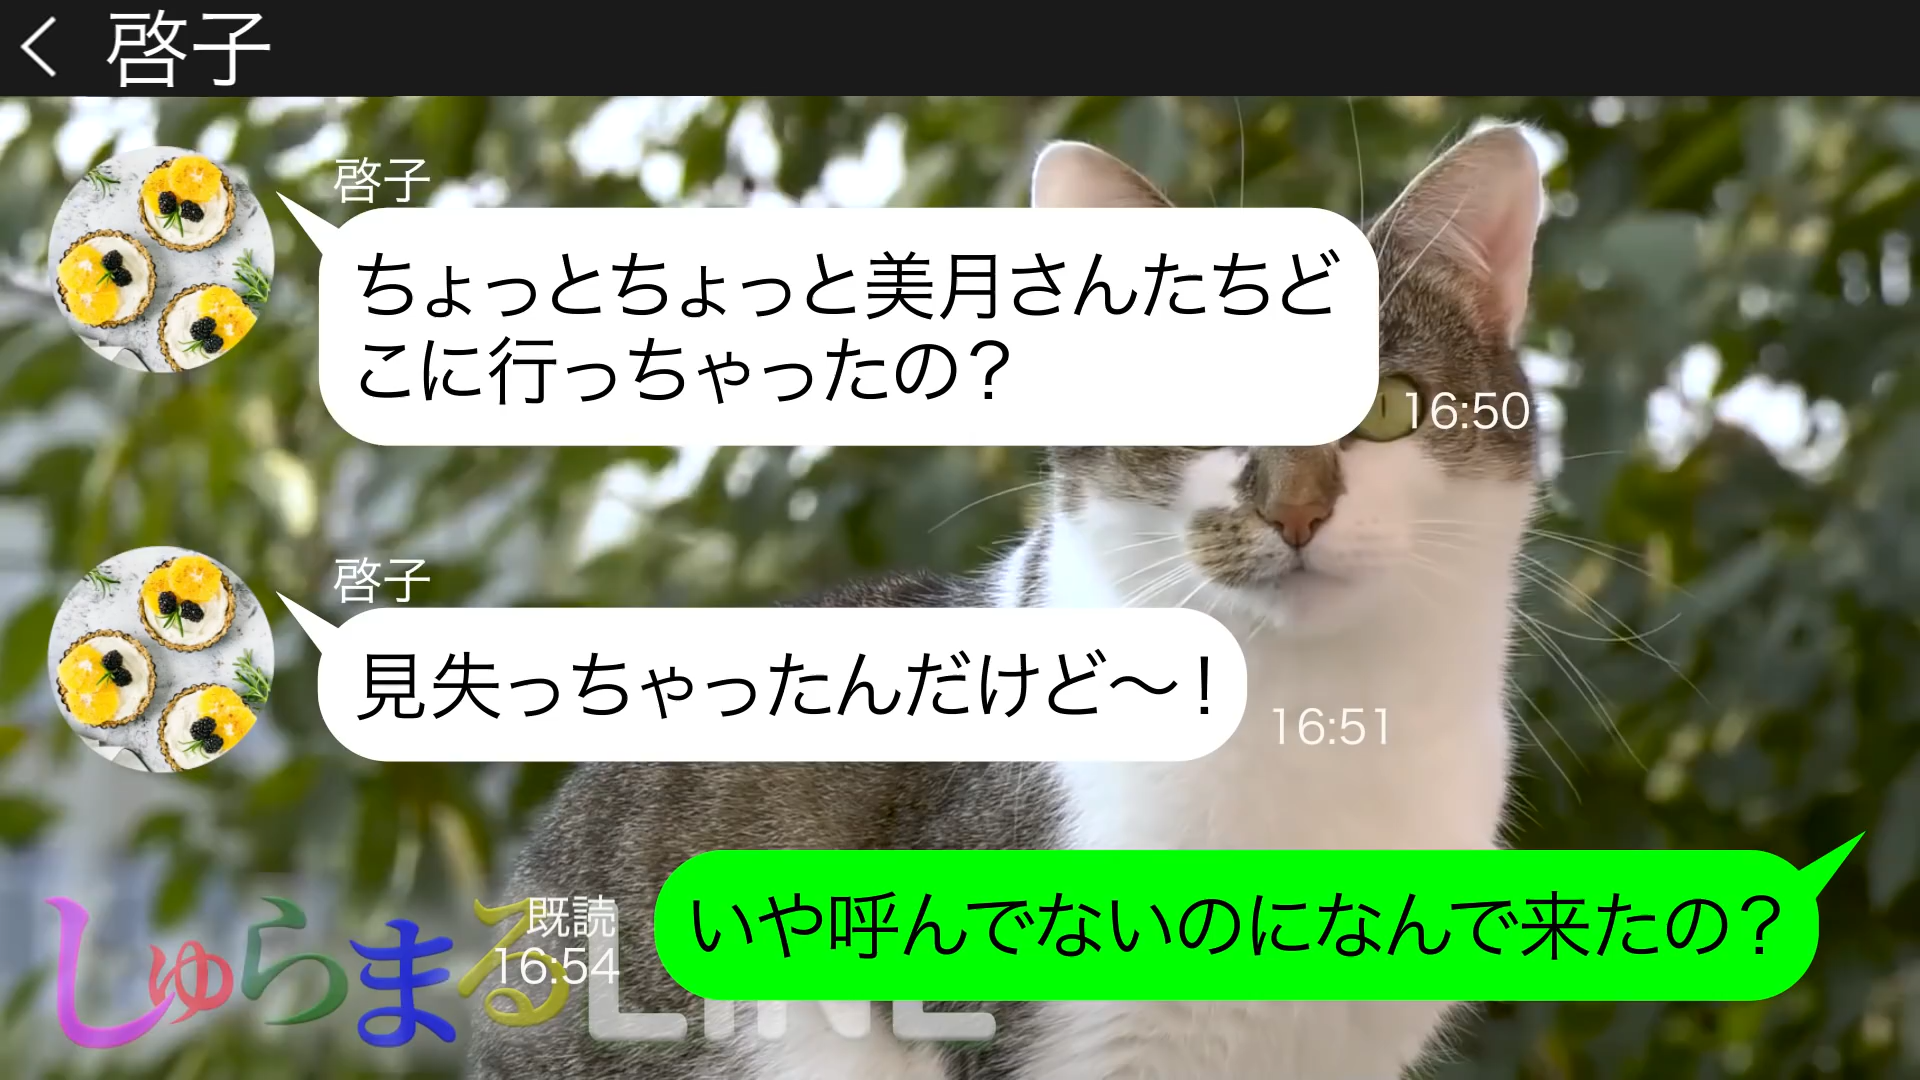 啓子
啓子
ちょっとちょっと美月さんたちど
こに行っちゃったの？
16:50
啓子
見失っちゃったんだけど〜！
16:51
いや呼んでないのになんで来たの？
既読
16:54
しゅらまるLINE